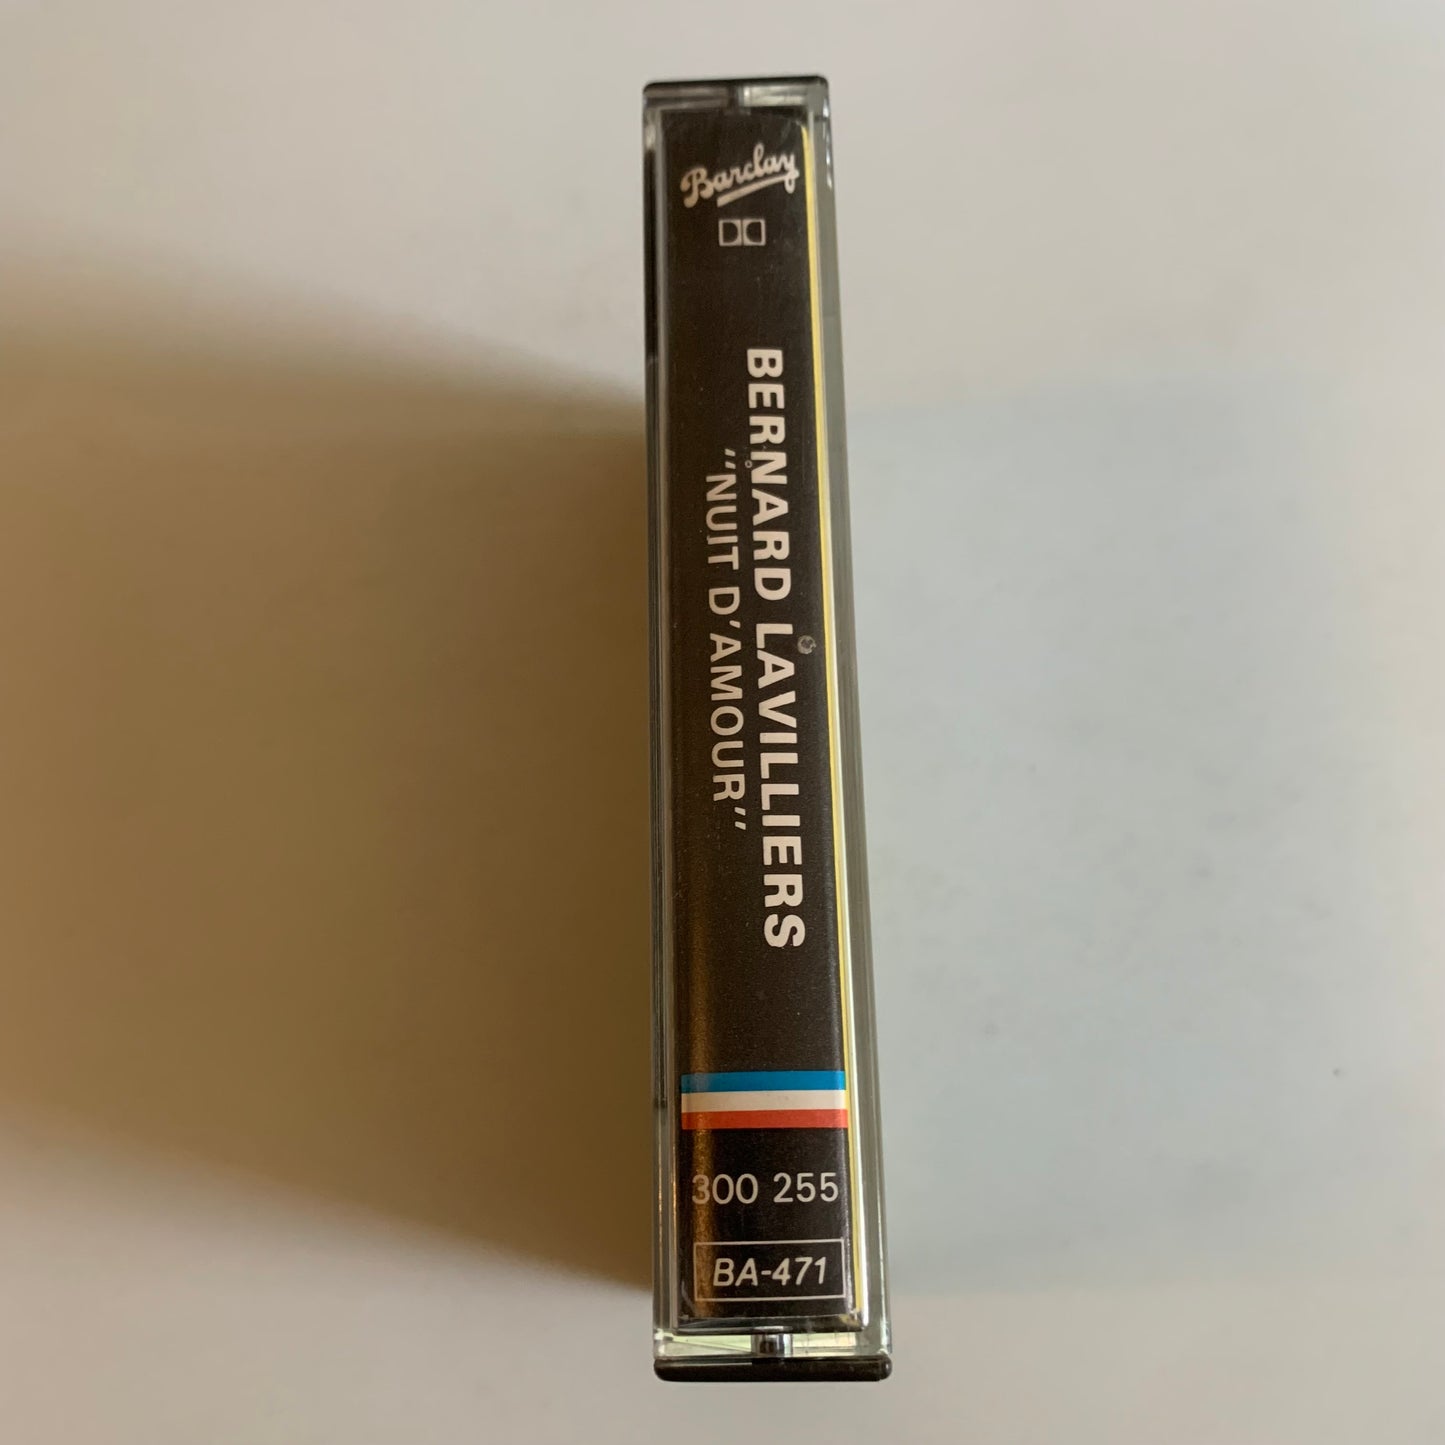 Barclay
BERNARD LAVILLIERS
"NUIT D'AMOUR"
300 255
BA-471